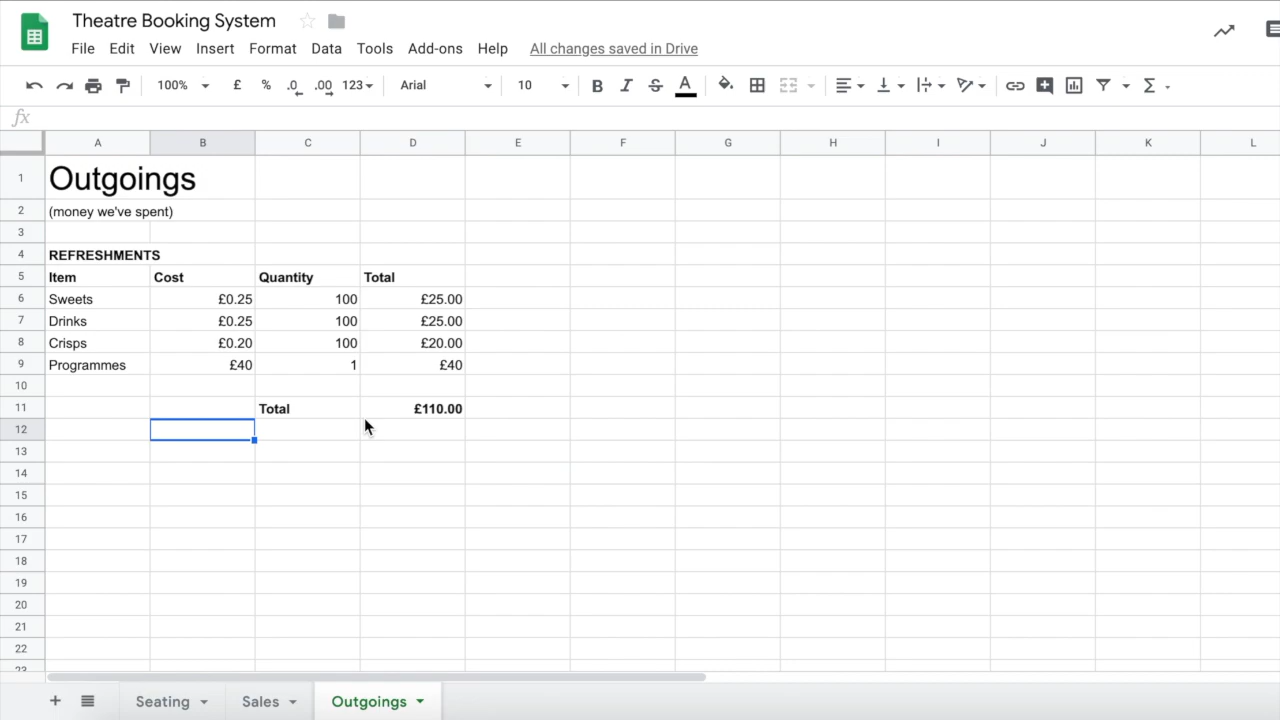 Theatre Booking System
File Edit View Insert Format Data Tools Add-ons Help All changes saved in Drive
100% £ % .0 .00 123 Arial 10 B I S A Σ
fx
A B C D E F G H I J K L
1 Outgoings
2 (money we've spent)
3
4 REFRESHMENTS
5 Item Cost Quantity Total
6 Sweets £0.25 100 £25.00
7 Drinks £0.25 100 £25.00
8 Crisps £0.20 100 £20.00
9 Programmes £40 1 £40
10
11 Total £110.00
12
13
14
15
16
17
18
19
20
21
22
23
+ Seating Sales Outgoings